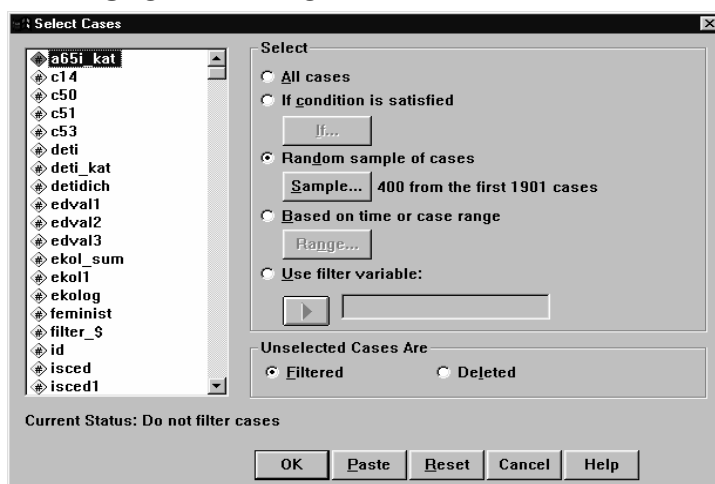 Select Cases
a65i_kat
c14
c50
c51
c53
deti
deti_kat
detidich
edval1
edval2
edval3
ekol_sum
ekol1
ekolog
feminist
filter_$
id
isced
isced1
Select
All cases
If condition is satisfied
If...
Random sample of cases
Sample... 400 from the first 1901 cases
Based on time or case range
Range...
Use filter variable:
Unselected Cases Are
Filtered Deleted
Current Status: Do not filter cases
OK Paste Reset Cancel Help